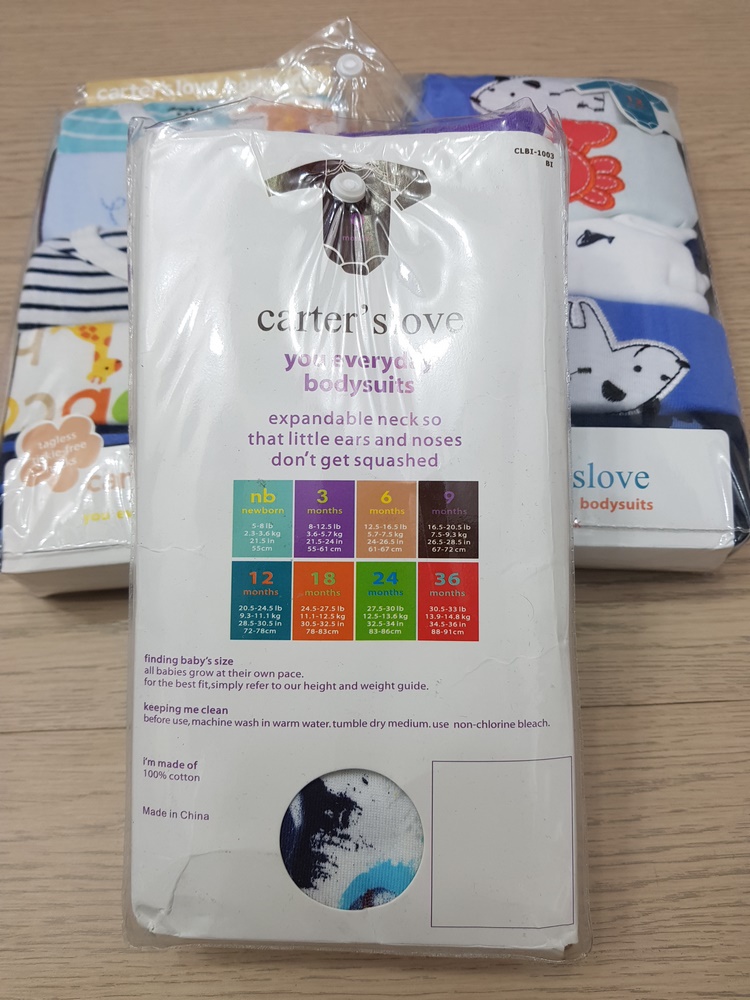 carter's love
CLBI-1003
BI
carter's love
you everyday
bodysuits
expandable neck so
that little ears and noses
don't get squashed
nb
newborn
5-8 lb
2.3-3.6 kg
21.5 in
55cm
3
months
8-12.5 lb
3.6-5.7 kg
21.5-24 in
55-61 cm
6
months
12.5-16.5 lb
5.7-7.5 kg
24-26.5 in
61-67 cm
9
months
16.5-20.5 lb
7.5-9.3 kg
26.5-28.5 in
67-72 cm
12
months
20.5-24.5 lb
9.3-11.1 kg
28.5-30.5 in
72-78cm
18
months
24.5-27.5 lb
11.1-12.5 kg
30.5-32.5 in
78-83cm
24
months
27.5-30 lb
12.5-13.6 kg
32.5-34 in
83-86cm
36
months
30.5-33 lb
13.9-14.8 kg
34.5-36 in
88-91cm
finding baby's size
all babies grow at their own pace.
for the best fit,simply refer to our height and weight guide.
keeping me clean
before use,machine wash in warm water.tumble dry medium.use non-chlorine bleach.
i'm made of
100% cotton
Made in China
tagless
car
you ev
slove
bodysuits